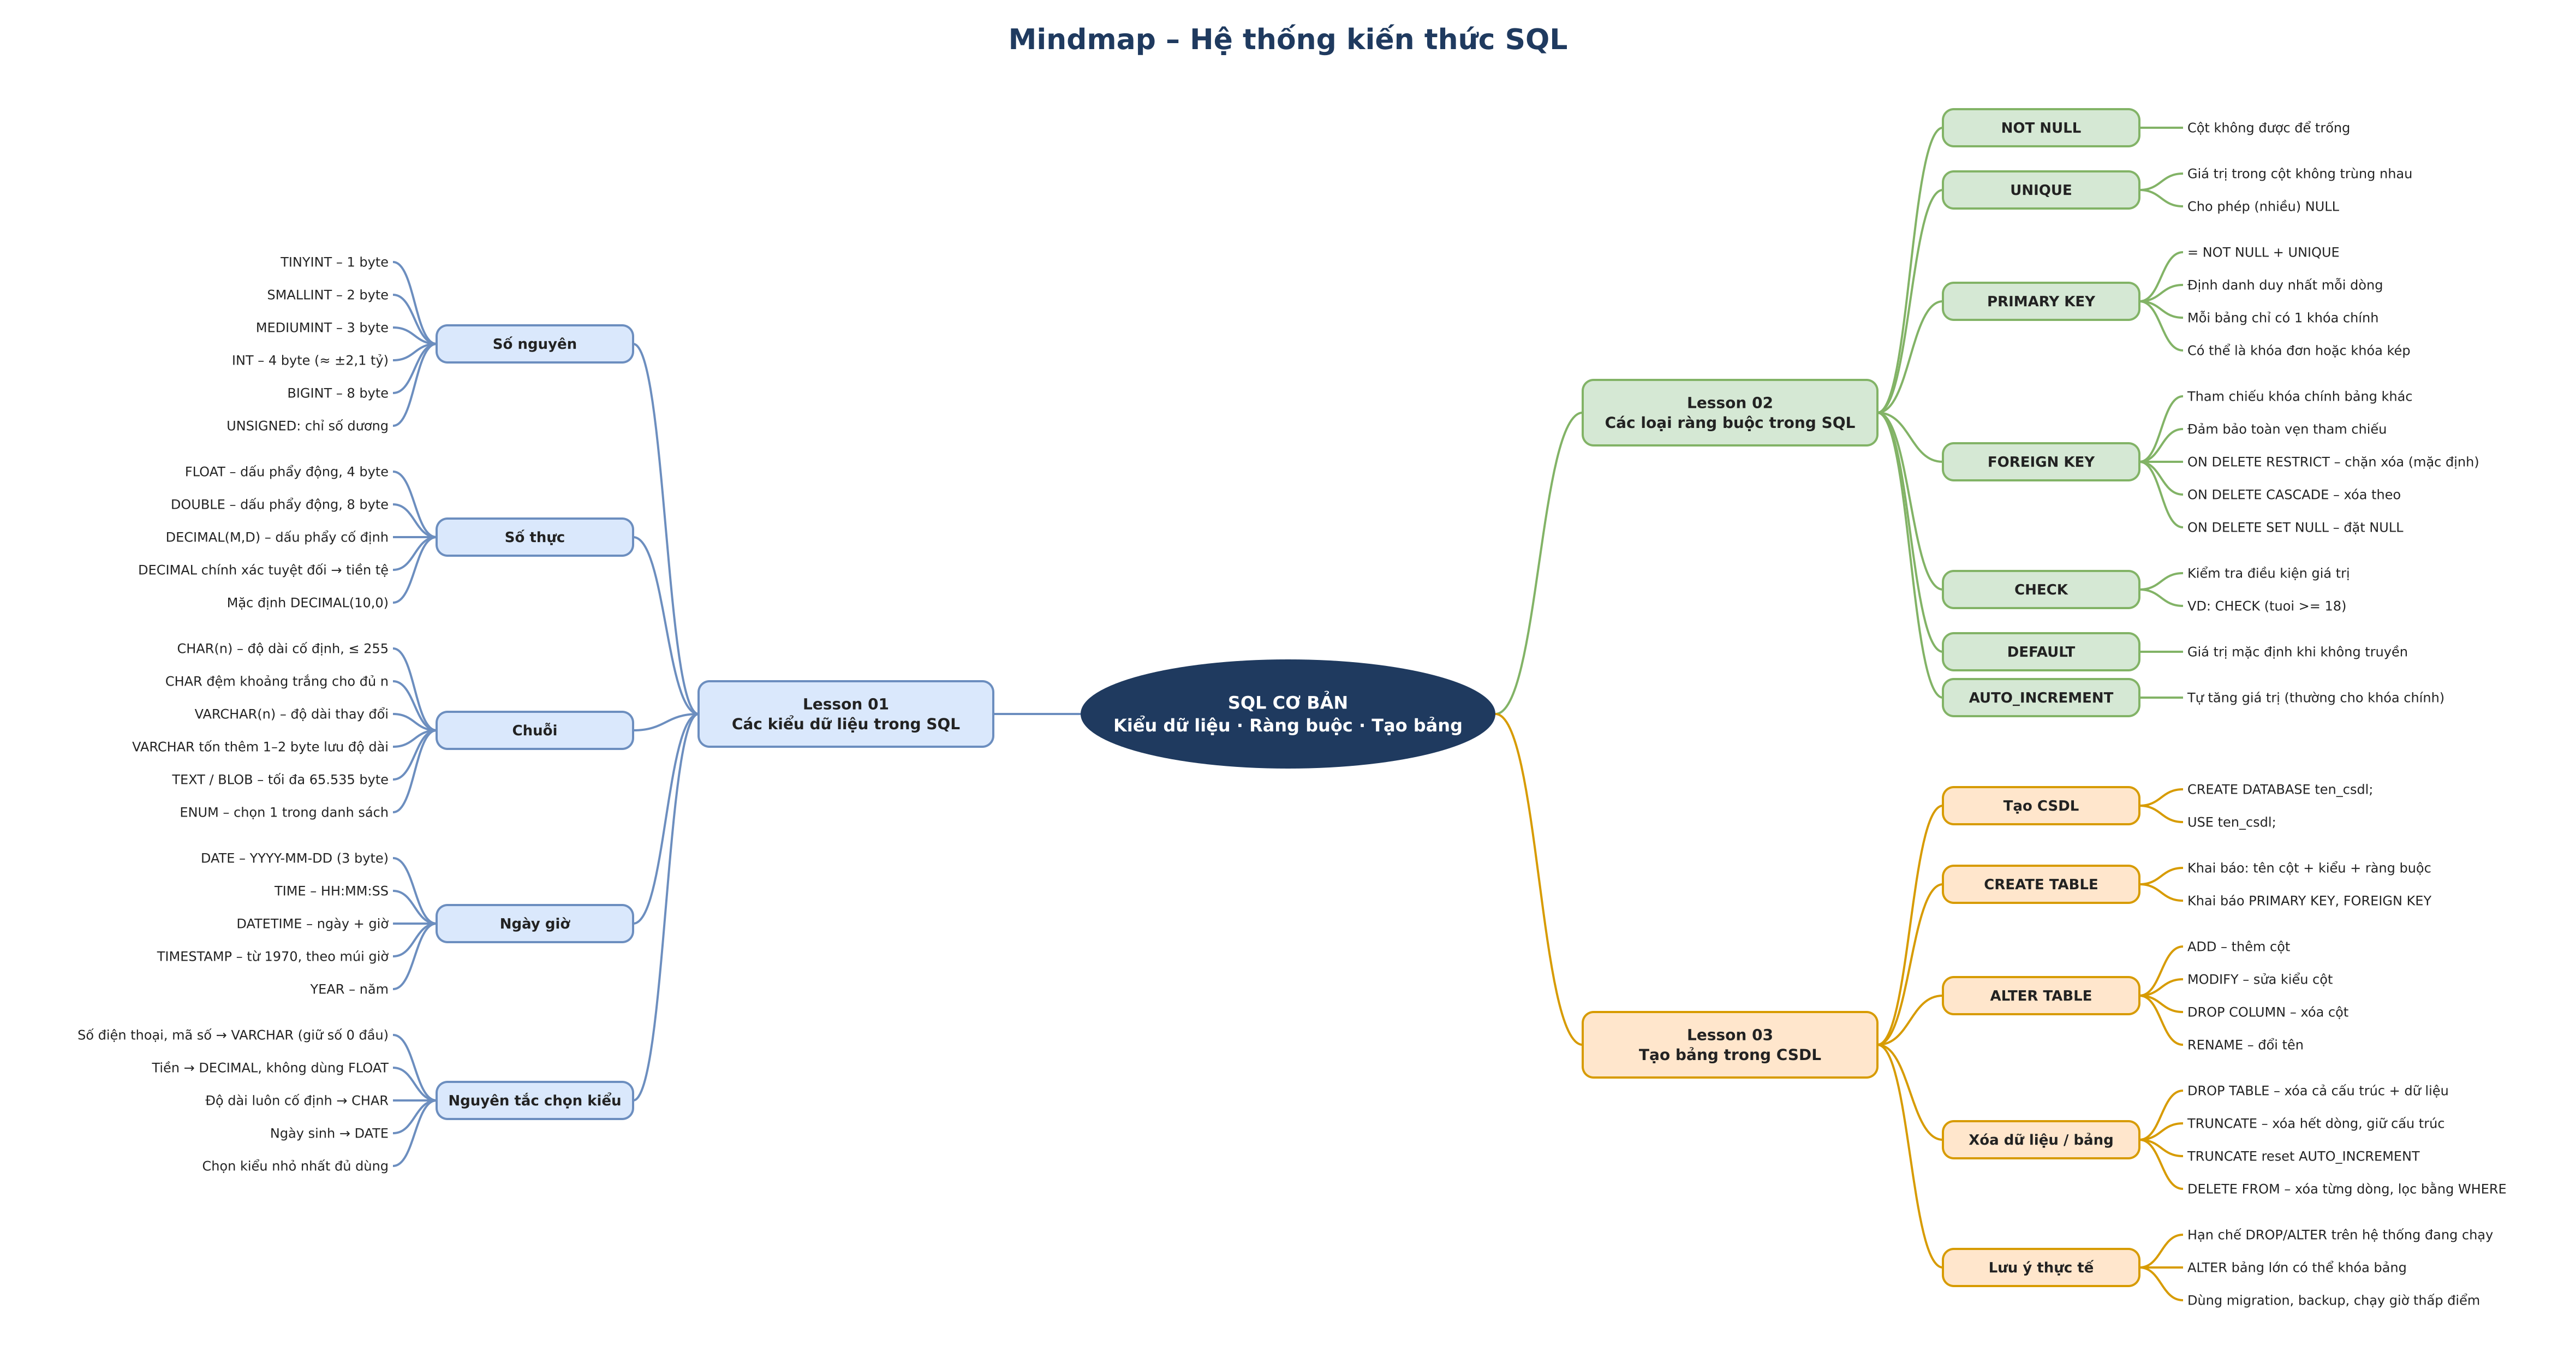 Mindmap – Hệ thống kiến thức SQL
SQL CƠ BẢN
Kiểu dữ liệu · Ràng buộc · Tạo bảng
Lesson 01
Các kiểu dữ liệu trong SQL
Số nguyên
TINYINT – 1 byte
SMALLINT – 2 byte
MEDIUMINT – 3 byte
INT – 4 byte (≈ ±2,1 tỷ)
BIGINT – 8 byte
UNSIGNED: chỉ số dương
Số thực
FLOAT – dấu phẩy động, 4 byte
DOUBLE – dấu phẩy động, 8 byte
DECIMAL(M,D) – dấu phẩy cố định
DECIMAL chính xác tuyệt đối → tiền tệ
Mặc định DECIMAL(10,0)
Chuỗi
CHAR(n) – độ dài cố định, ≤ 255
CHAR đệm khoảng trắng cho đủ n
VARCHAR(n) – độ dài thay đổi
VARCHAR tốn thêm 1–2 byte lưu độ dài
TEXT / BLOB – tối đa 65.535 byte
ENUM – chọn 1 trong danh sách
Ngày giờ
DATE – YYYY-MM-DD (3 byte)
TIME – HH:MM:SS
DATETIME – ngày + giờ
TIMESTAMP – từ 1970, theo múi giờ
YEAR – năm
Nguyên tắc chọn kiểu
Số điện thoại, mã số → VARCHAR (giữ số 0 đầu)
Tiền → DECIMAL, không dùng FLOAT
Độ dài luôn cố định → CHAR
Ngày sinh → DATE
Chọn kiểu nhỏ nhất đủ dùng
Lesson 02
Các loại ràng buộc trong SQL
NOT NULL
Cột không được để trống
UNIQUE
Giá trị trong cột không trùng nhau
Cho phép (nhiều) NULL
PRIMARY KEY
= NOT NULL + UNIQUE
Định danh duy nhất mỗi dòng
Mỗi bảng chỉ có 1 khóa chính
Có thể là khóa đơn hoặc khóa kép
FOREIGN KEY
Tham chiếu khóa chính bảng khác
Đảm bảo toàn vẹn tham chiếu
ON DELETE RESTRICT – chặn xóa (mặc định)
ON DELETE CASCADE – xóa theo
ON DELETE SET NULL – đặt NULL
CHECK
Kiểm tra điều kiện giá trị
VD: CHECK (tuoi >= 18)
DEFAULT
Giá trị mặc định khi không truyền
AUTO_INCREMENT
Tự tăng giá trị (thường cho khóa chính)
Lesson 03
Tạo bảng trong CSDL
Tạo CSDL
CREATE DATABASE ten_csdl;
USE ten_csdl;
CREATE TABLE
Khai báo: tên cột + kiểu + ràng buộc
Khai báo PRIMARY KEY, FOREIGN KEY
ALTER TABLE
ADD – thêm cột
MODIFY – sửa kiểu cột
DROP COLUMN – xóa cột
RENAME – đổi tên
Xóa dữ liệu / bảng
DROP TABLE – xóa cả cấu trúc + dữ liệu
TRUNCATE – xóa hết dòng, giữ cấu trúc
TRUNCATE reset AUTO_INCREMENT
DELETE FROM – xóa từng dòng, lọc bằng WHERE
Lưu ý thực tế
Hạn chế DROP/ALTER trên hệ thống đang chạy
ALTER bảng lớn có thể khóa bảng
Dùng migration, backup, chạy giờ thấp điểm